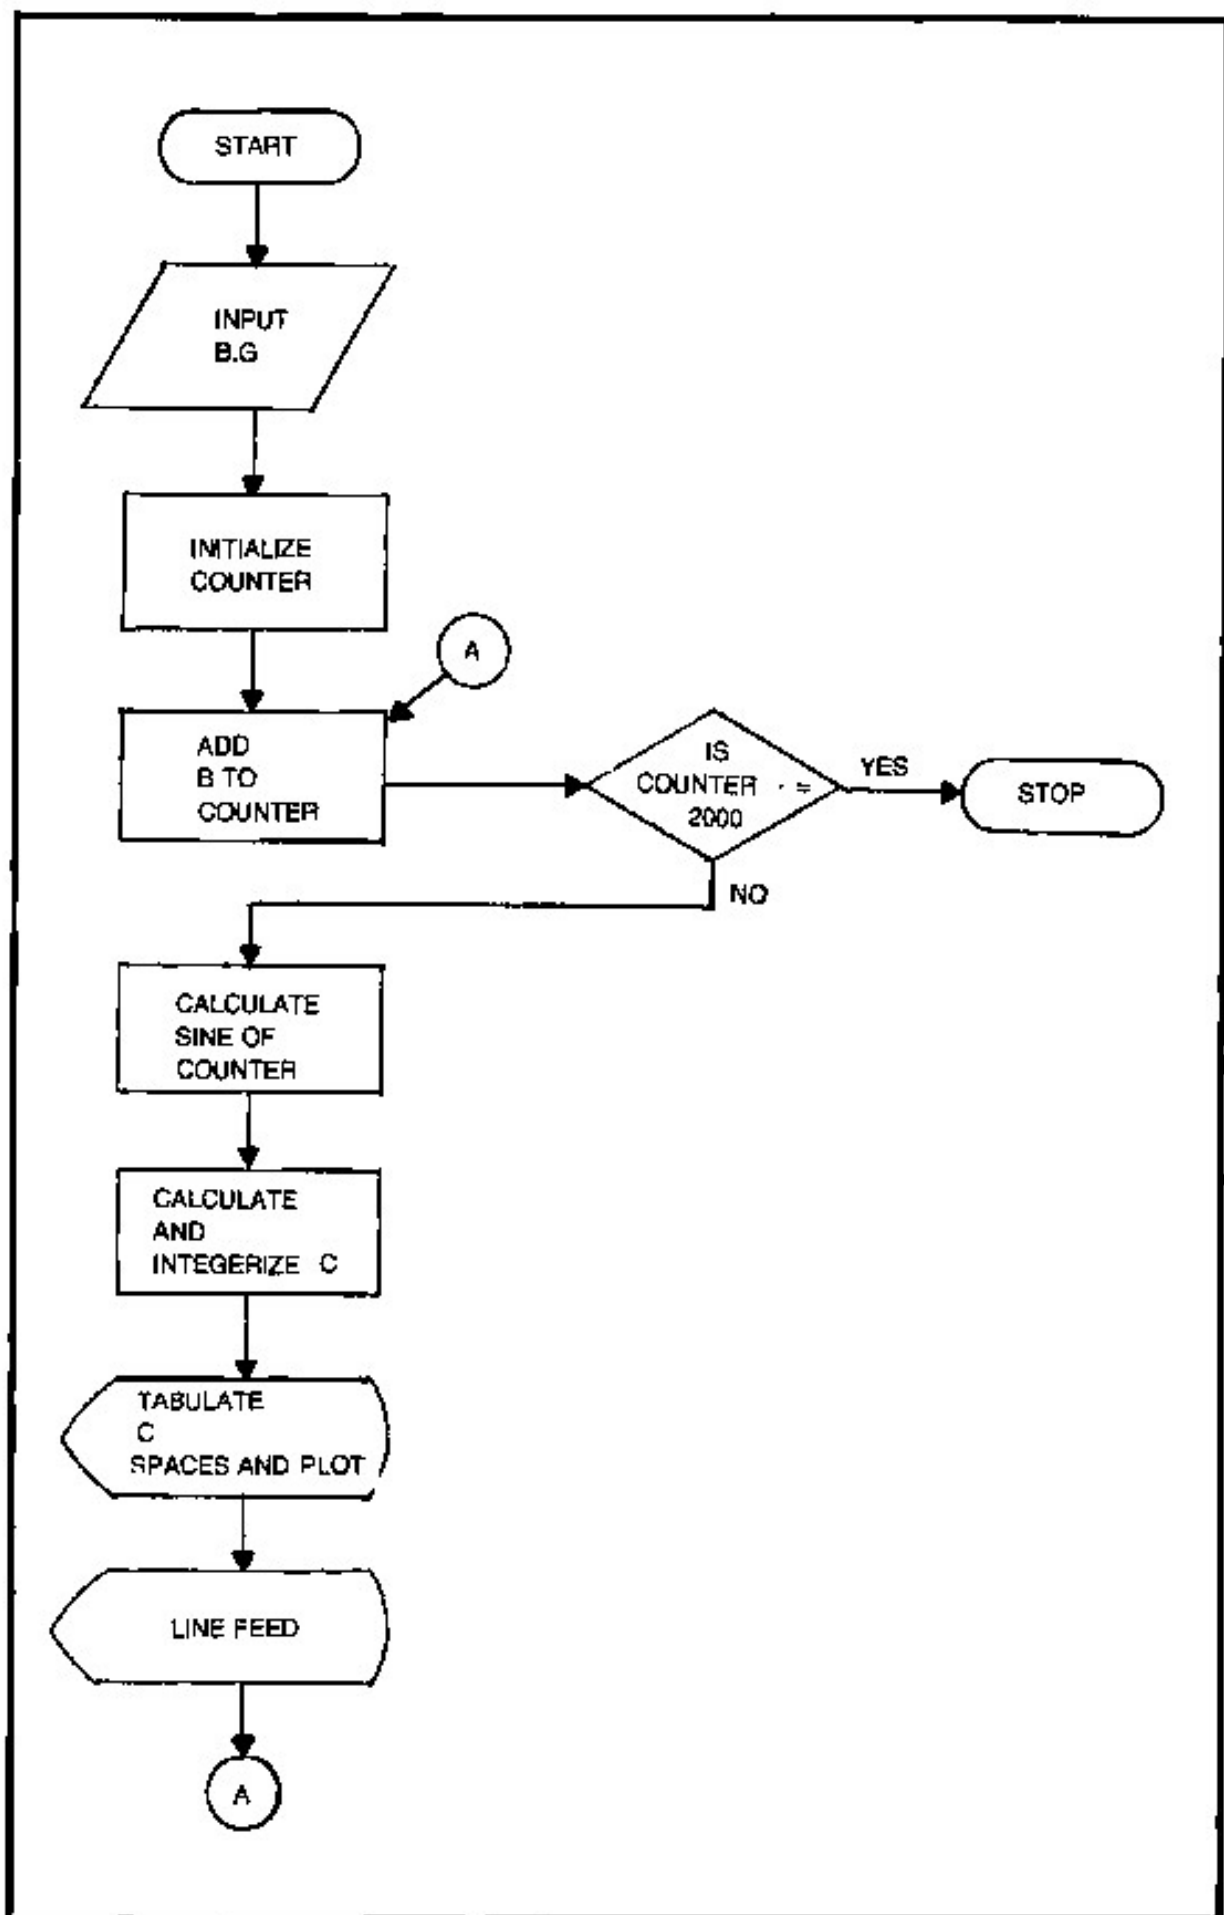 START
INPUT
B.G
INITIALIZE
COUNTER
A
ADD
B TO
COUNTER
IS
COUNTER =
2000
YES
STOP
NO
CALCULATE
SINE OF
COUNTER
CALCULATE
AND
INTEGERIZE C
TABULATE
C
SPACES AND PLOT
LINE FEED
A